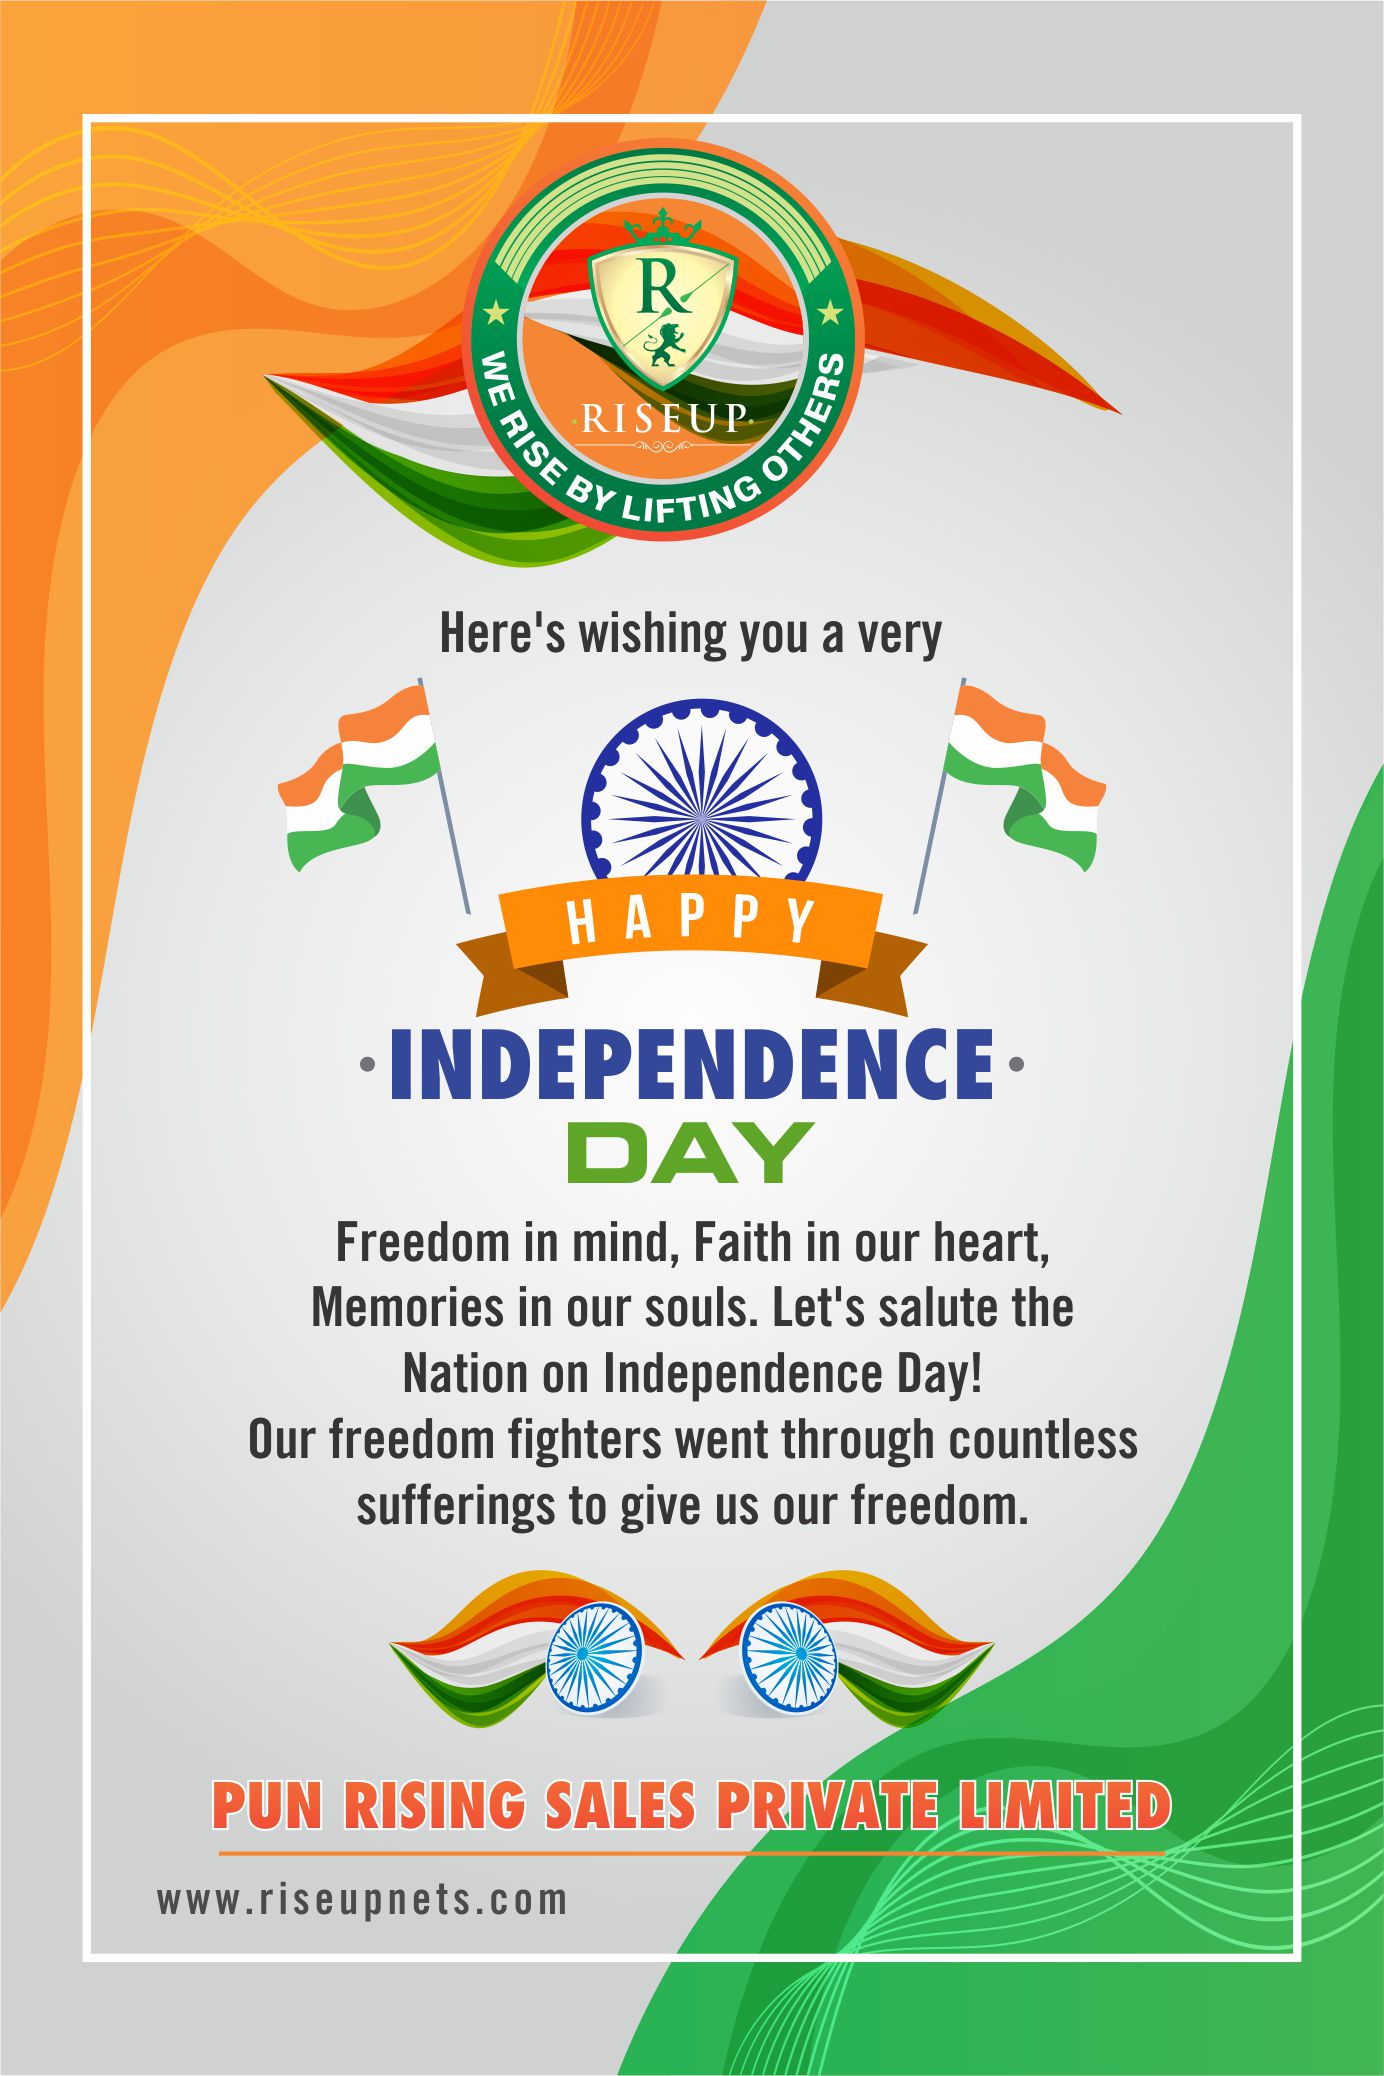 R
RISEUP
WE RISE BY LIFTING OTHERS
Here's wishing you a very
HAPPY
INDEPENDENCE
DAY
Freedom in mind, Faith in our heart,
Memories in our souls. Let's salute the
Nation on Independence Day!
Our freedom fighters went through countless
sufferings to give us our freedom.
PUN RISING SALES PRIVATE LIMITED
www.riseupnets.com